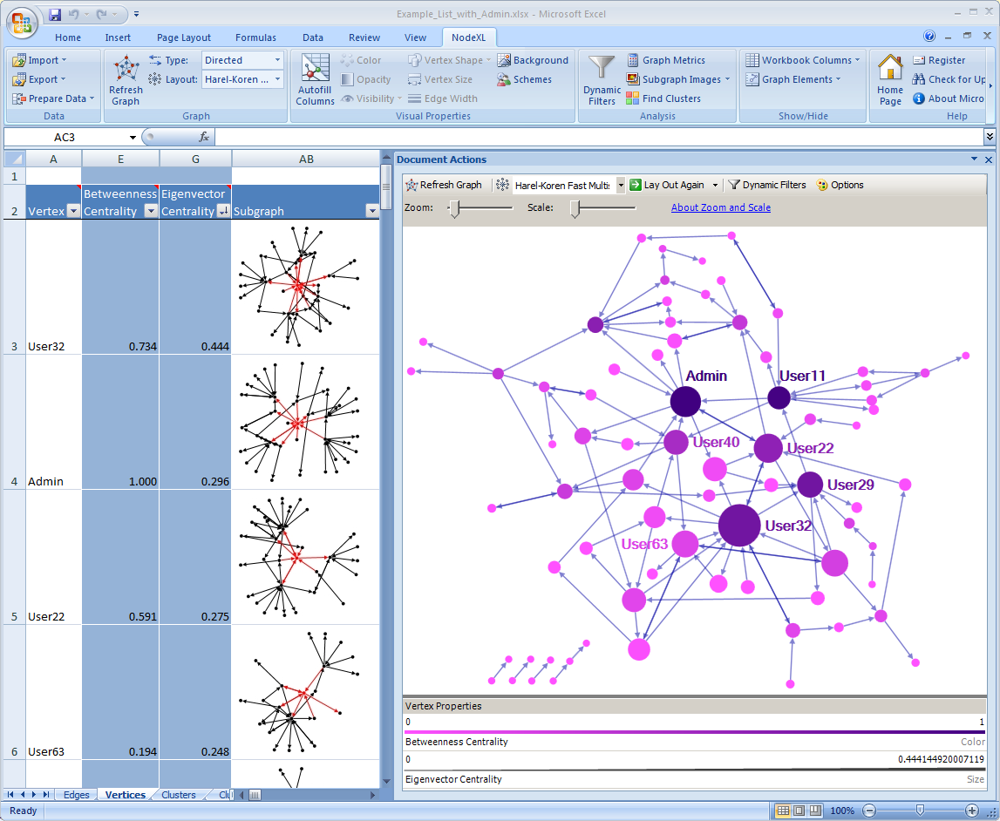 Example_List_with_Admin.xlsx - Microsoft Excel
Home Insert Page Layout Formulas Data Review View NodeXL
Import Type: Directed Color Vertex Shape Background Graph Metrics Workbook Columns Register
Export Layout: Harel-Koren ... Opacity Vertex Size Schemes Subgraph Images Graph Elements Check for Up
Prepare Data Refresh Graph Autofill Columns Visibility Edge Width Dynamic Filters Find Clusters Home Page About Micro
Data Graph Visual Properties Analysis Show/Hide Help
AC3 fx
Document Actions
A E G AB
Refresh Graph Harel-Koren Fast Multi Lay Out Again Dynamic Filters Options
Zoom: Scale: About Zoom and Scale
1
2 Vertex Betweenness Centrality Eigenvector Centrality Subgraph
3 User32 0.734 0.444
4 Admin 1.000 0.296
5 User22 0.591 0.275
6 User63 0.194 0.248
Admin
User11
User40
User22
User29
User32
User63
Vertex Properties
0 1
Betweenness Centrality Color
0 0.444144920007119
Eigenvector Centrality Size
Edges Vertices Clusters Clu
Ready 100%